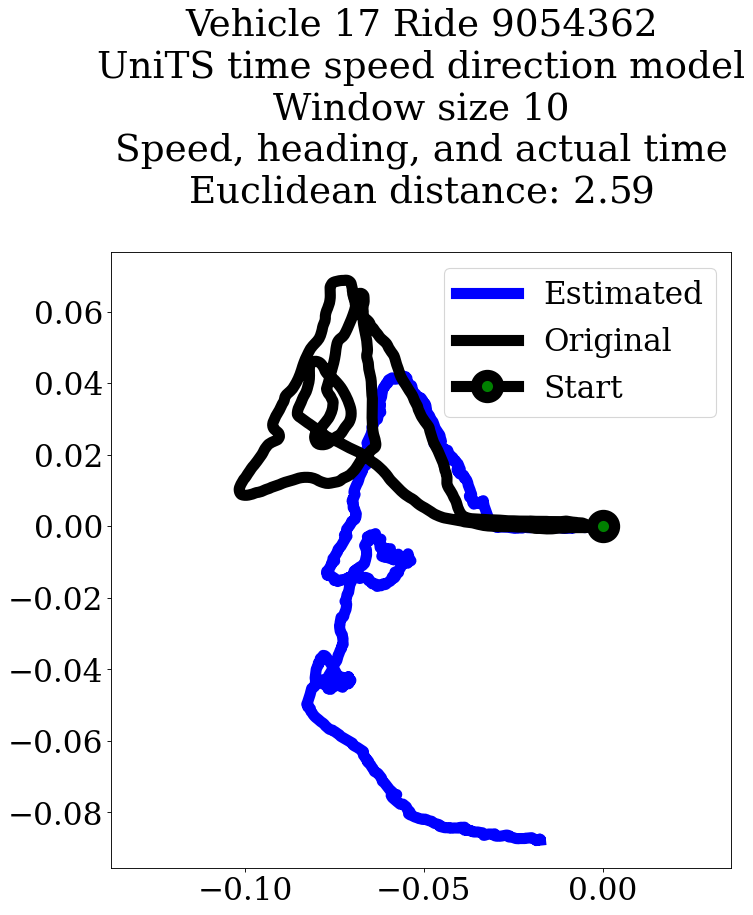 Vehicle 17 Ride 9054362
UniTS time speed direction model
Window size 10
Speed, heading, and actual time
Euclidean distance: 2.59
Estimated
Original
Start
0.06
0.04
0.02
0.00
−0.02
−0.04
−0.06
−0.08
−0.10
−0.05
0.00